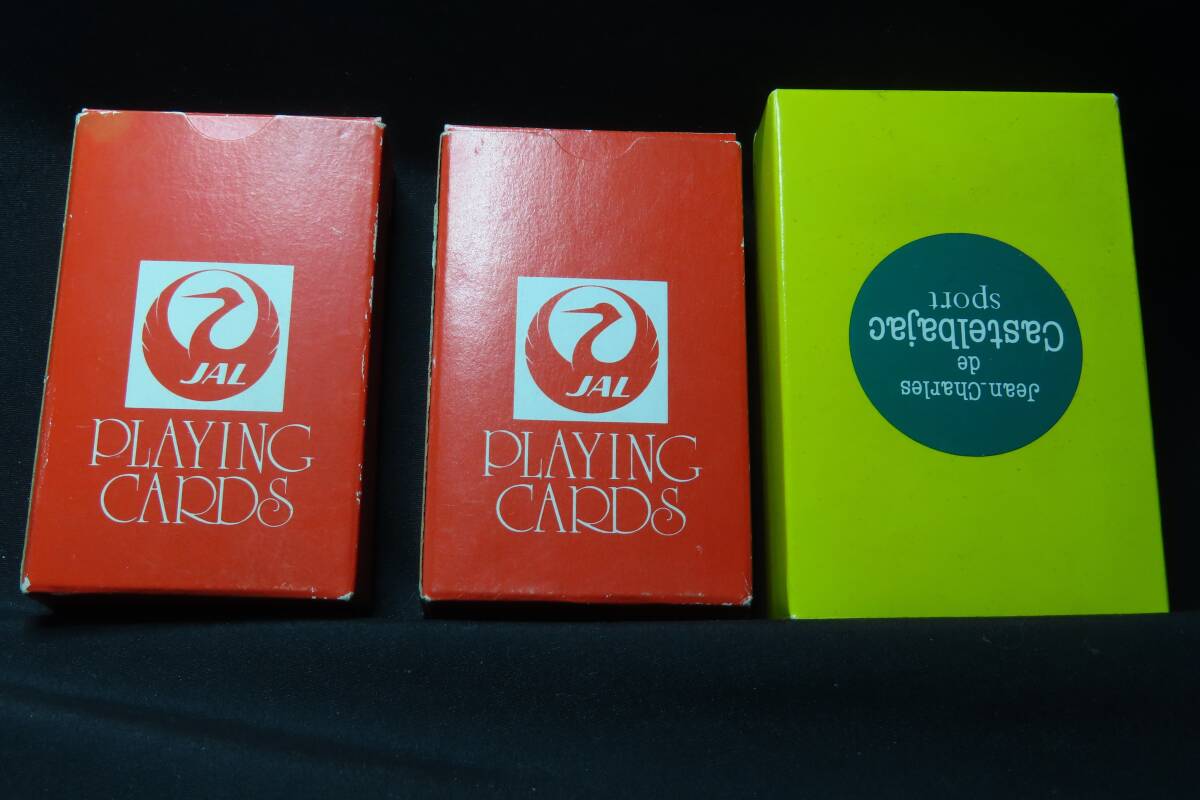 JAL
PLAYING
CARDS
JAL
PLAYING
CARDS
Jean-Charles
de
Castelbajac
sport